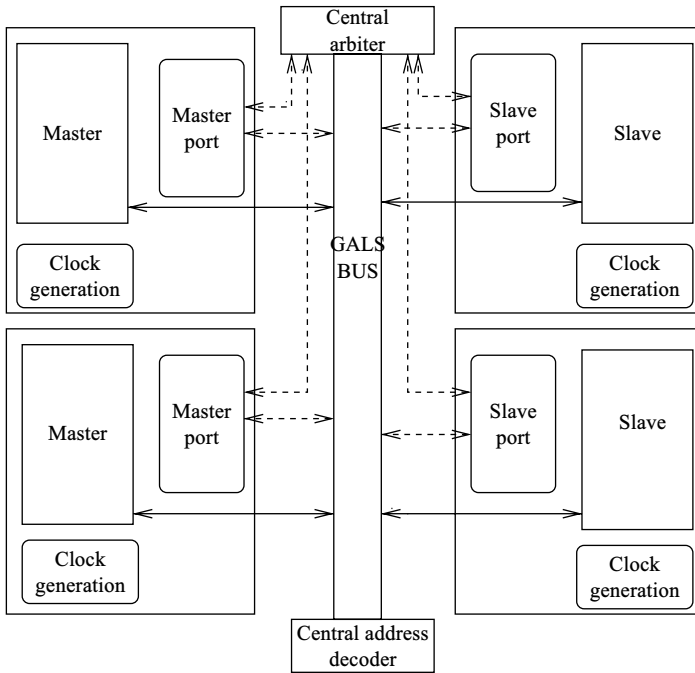 Central
arbiter
Master
Master
port
Clock
generation
Slave
port
Slave
Clock
generation
GALS
BUS
Master
Master
port
Clock
generation
Slave
port
Slave
Clock
generation
Central address
decoder